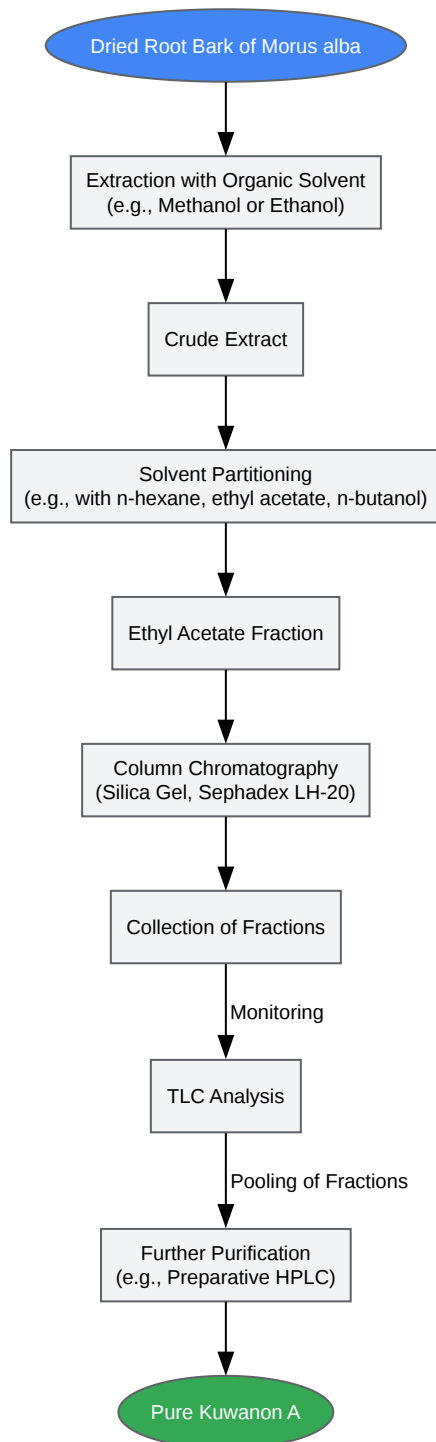 Dried Root Bark of Morus alba
Extraction with Organic Solvent
(e.g., Methanol or Ethanol)
Crude Extract
Solvent Partitioning
(e.g., with n-hexane, ethyl acetate, n-butanol)
Ethyl Acetate Fraction
Column Chromatography
(Silica Gel, Sephadex LH-20)
Collection of Fractions
Monitoring
TLC Analysis
Pooling of Fractions
Further Purification
(e.g., Preparative HPLC)
Pure Kuwanon A